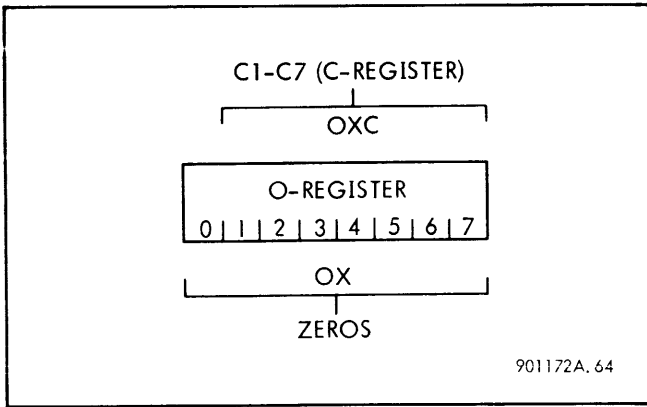 C1-C7 (C-REGISTER)
OXC
O-REGISTER
0 | 1 | 2 | 3 | 4 | 5 | 6 | 7
OX
ZEROS
901172A.64